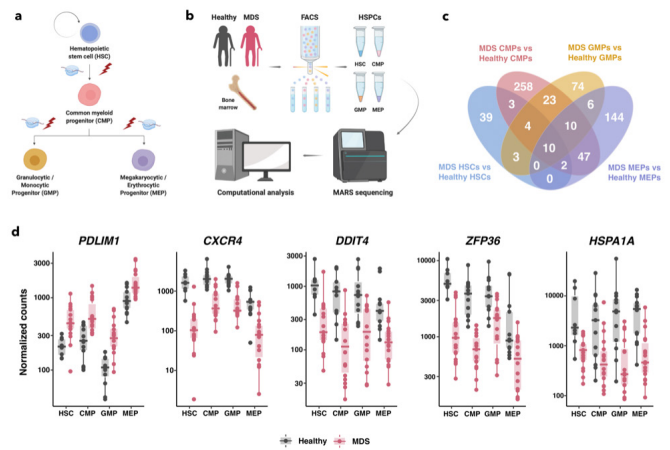 a
Hematopoietic
stem cell (HSC)
Common myeloid
progenitor (CMP)
Granulocytic /
Monocytic
Progenitor (GMP)
Megakaryocytic /
Erythrocytic
Progenitor (MEP)
b
Healthy MDS
FACS
HSPCs
Bone
marrow
HSC CMP
GMP MEP
Computational analysis
MARS sequencing
c
MDS CMPs vs
Healthy CMPs
MDS GMPs vs
Healthy GMPs
MDS HSCs vs
Healthy HSCs
MDS MEPs vs
Healthy MEPs
258 74
39 3 23 6 144
4 10
10
3 0 2 47
0
d
Normalized counts
PDLIM1
3000
1000
300
100
HSC CMP GMP MEP
CXCR4
1000
100
10
HSC CMP GMP MEP
DDIT4
3000
1000
300
100
30
HSC CMP GMP MEP
ZFP36
10000
3000
1000
300
HSC CMP GMP MEP
HSPA1A
10000
1000
100
HSC CMP GMP MEP
Healthy MDS